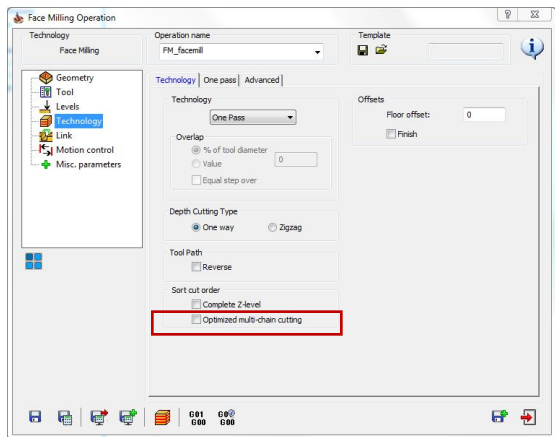 Face Milling Operation
Technology
Face Milling
Operation name
FM_facemill
Template
Geometry
Tool
Levels
Technology
Link
Motion control
Misc. parameters
Technology One pass Advanced
Technology
One Pass
Overlap
% of tool diameter
Value
0
Equal step over
Depth Cutting Type
One way Zigzag
Tool Path
Reverse
Sort cut order
Complete Z-level
Optimized multi-chain cutting
Offsets
Floor offset: 0
Finish
G01 G00
G00 G00